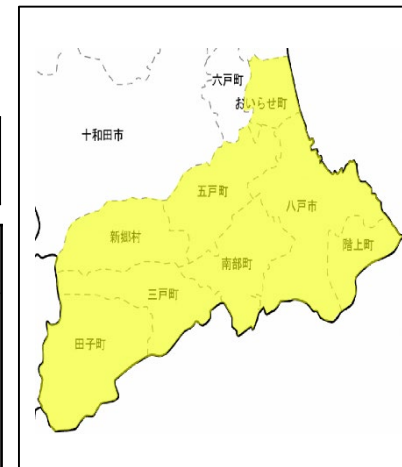 六戸町
おいらせ町
十和田市
五戸町
八戸市
新郷村
階上町
南部町
三戸町
田子町